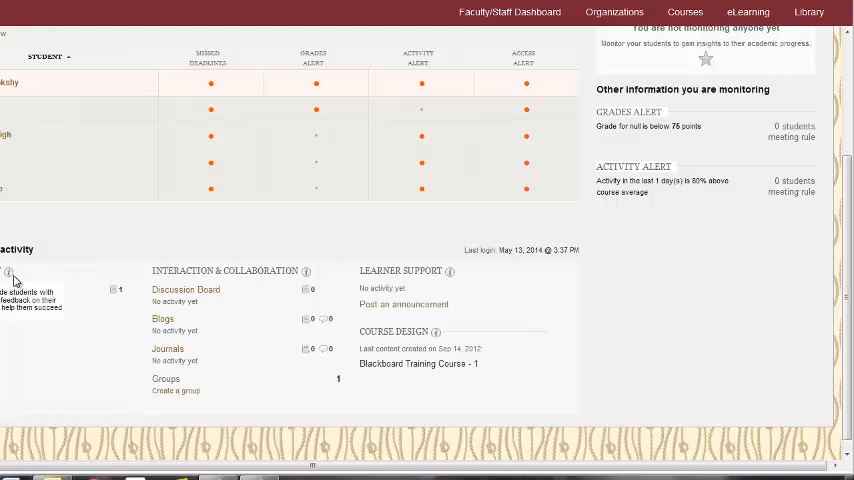 Faculty/Staff Dashboard Organizations Courses eLearning Library
You are not monitoring anyone yet
STUDENT
MISSED DEADLINES
GRADES ALERT
ACTIVITY ALERT
ACCESS ALERT
Monitor your students to gain insights to their academic progress.
Other information you are monitoring
GRADES ALERT
Grade for null is below 75 points
0 students
meeting rule
ACTIVITY ALERT
Activity in the last 1 day(s) is 80% above
course average
0 students
meeting rule
activity
Last login: May 13, 2014 @ 3:37 PM
de students with
feedback on their
help them succeed
1
INTERACTION & COLLABORATION
Discussion Board 0
No activity yet
Blogs 0 0
No activity yet
Journals 0 0
No activity yet
Groups 1
Create a group
LEARNER SUPPORT
No activity yet
Post an announcement
COURSE DESIGN
Last content created on Sep 14, 2012:
Blackboard Training Course - 1